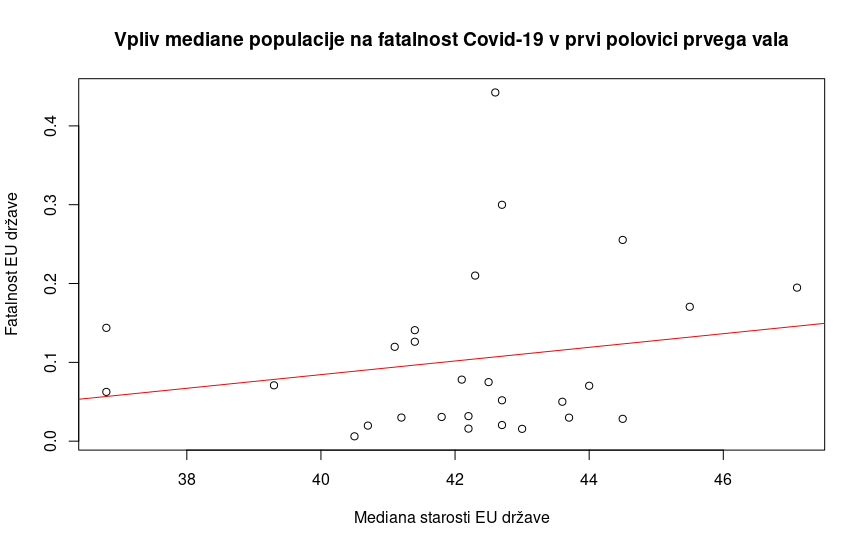 Vpliv mediane populacije na fatalnost Covid-19 v prvi polovici prvega vala
Fatalnost EU države
0.4
0.3
0.2
0.1
0.0
38 40 42 44 46
Mediana starosti EU države